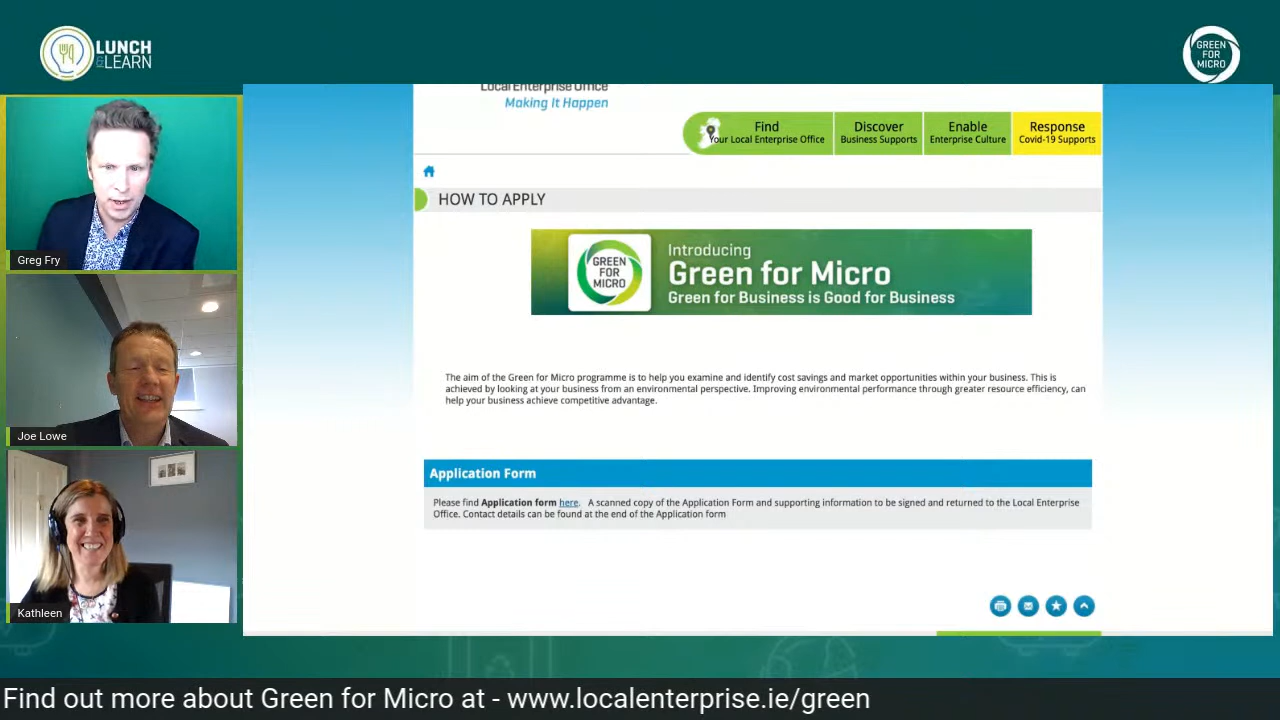 LUNCH
& LEARN
GREEN
FOR
MICRO
Greg Fry
Joe Lowe
Kathleen
Local Enterprise Office
Making It Happen
Find
Your Local Enterprise Office
Discover
Business Supports
Enable
Enterprise Culture
Response
Covid-19 Supports
HOW TO APPLY
GREEN
FOR
MICRO
Introducing
Green for Micro
Green for Business is Good for Business
The aim of the Green for Micro programme is to help you examine and identify cost savings and market opportunities within your business. This is
achieved by looking at your business from an environmental perspective. Improving environmental performance through greater resource efficiency, can
help your business achieve competitive advantage.
Application Form
Please find Application form here. A scanned copy of the Application Form and supporting information to be signed and returned to the Local Enterprise
Office. Contact details can be found at the end of the Application form
Find out more about Green for Micro at - www.localenterprise.ie/green